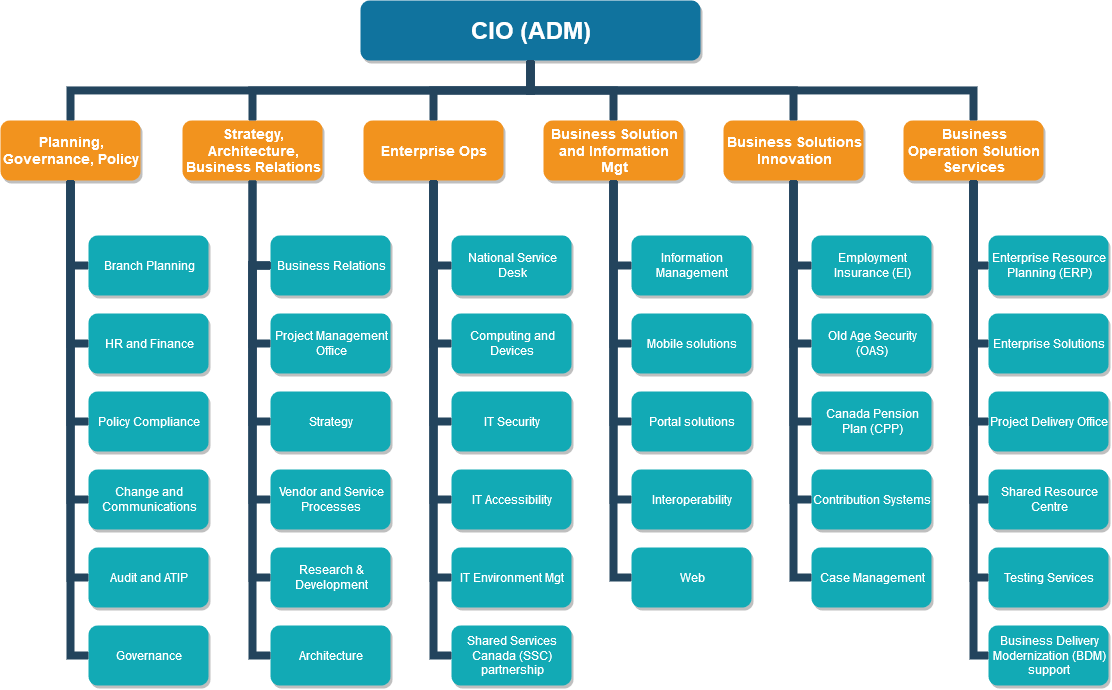 CIO (ADM)
Planning,
Governance, Policy
Strategy,
Architecture,
Business Relations
Enterprise Ops
Business Solution
and Information
Mgt
Business Solutions
Innovation
Business
Operation Solution
Services
Branch Planning
HR and Finance
Policy Compliance
Change and
Communications
Audit and ATIP
Governance
Business Relations
Project Management
Office
Strategy
Vendor and Service
Processes
Research &
Development
Architecture
National Service
Desk
Computing and
Devices
IT Security
IT Accessibility
IT Environment Mgt
Shared Services
Canada (SSC)
partnership
Information
Management
Mobile solutions
Portal solutions
Interoperability
Web
Employment
Insurance (EI)
Old Age Security
(OAS)
Canada Pension
Plan (CPP)
Contribution Systems
Case Management
Enterprise Resource
Planning (ERP)
Enterprise Solutions
Project Delivery Office
Shared Resource
Centre
Testing Services
Business Delivery
Modernization (BDM)
support